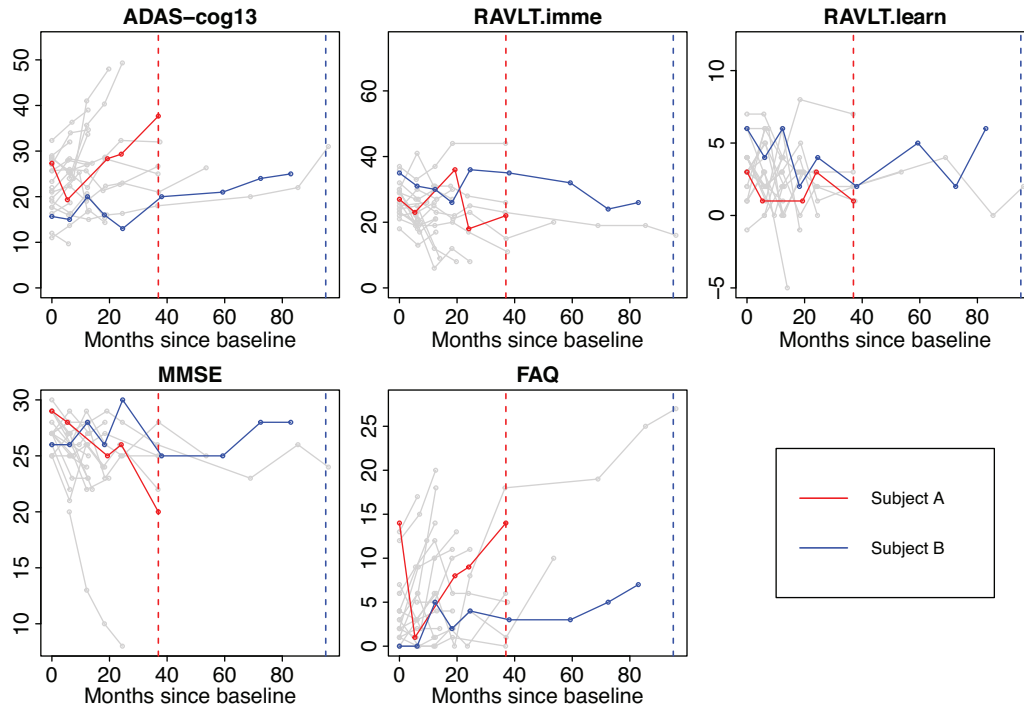 ADAS−cog13 RAVLT.imme RAVLT.learn
50
40
30
20
10
0
0 20 40 60 80
Months since baseline
60
40
20
0
0 20 40 60 80
Months since baseline
10
5
0
−5
0 20 40 60 80
Months since baseline
MMSE FAQ
30
25
20
15
10
0 20 40 60 80
Months since baseline
25
20
15
10
5
0
0 20 40 60 80
Months since baseline
Subject A
Subject B